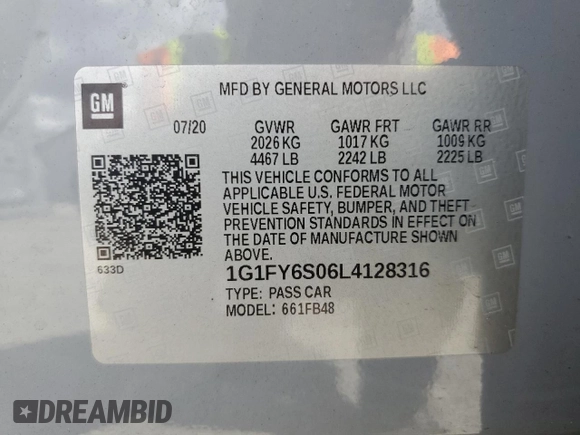 GM
MFD BY GENERAL MOTORS LLC
07/20 GVWR GAWR FRT GAWR RR
2026 KG 1017 KG 1009 KG
4467 LB 2242 LB 2225 LB
THIS VEHICLE CONFORMS TO ALL
APPLICABLE U.S. FEDERAL MOTOR
VEHICLE SAFETY, BUMPER, AND THEFT
PREVENTION STANDARDS IN EFFECT ON
THE DATE OF MANUFACTURE SHOWN
ABOVE.
633D
1G1FY6S06L4128316
TYPE: PASS CAR
MODEL: 661FB48
DREAMBID